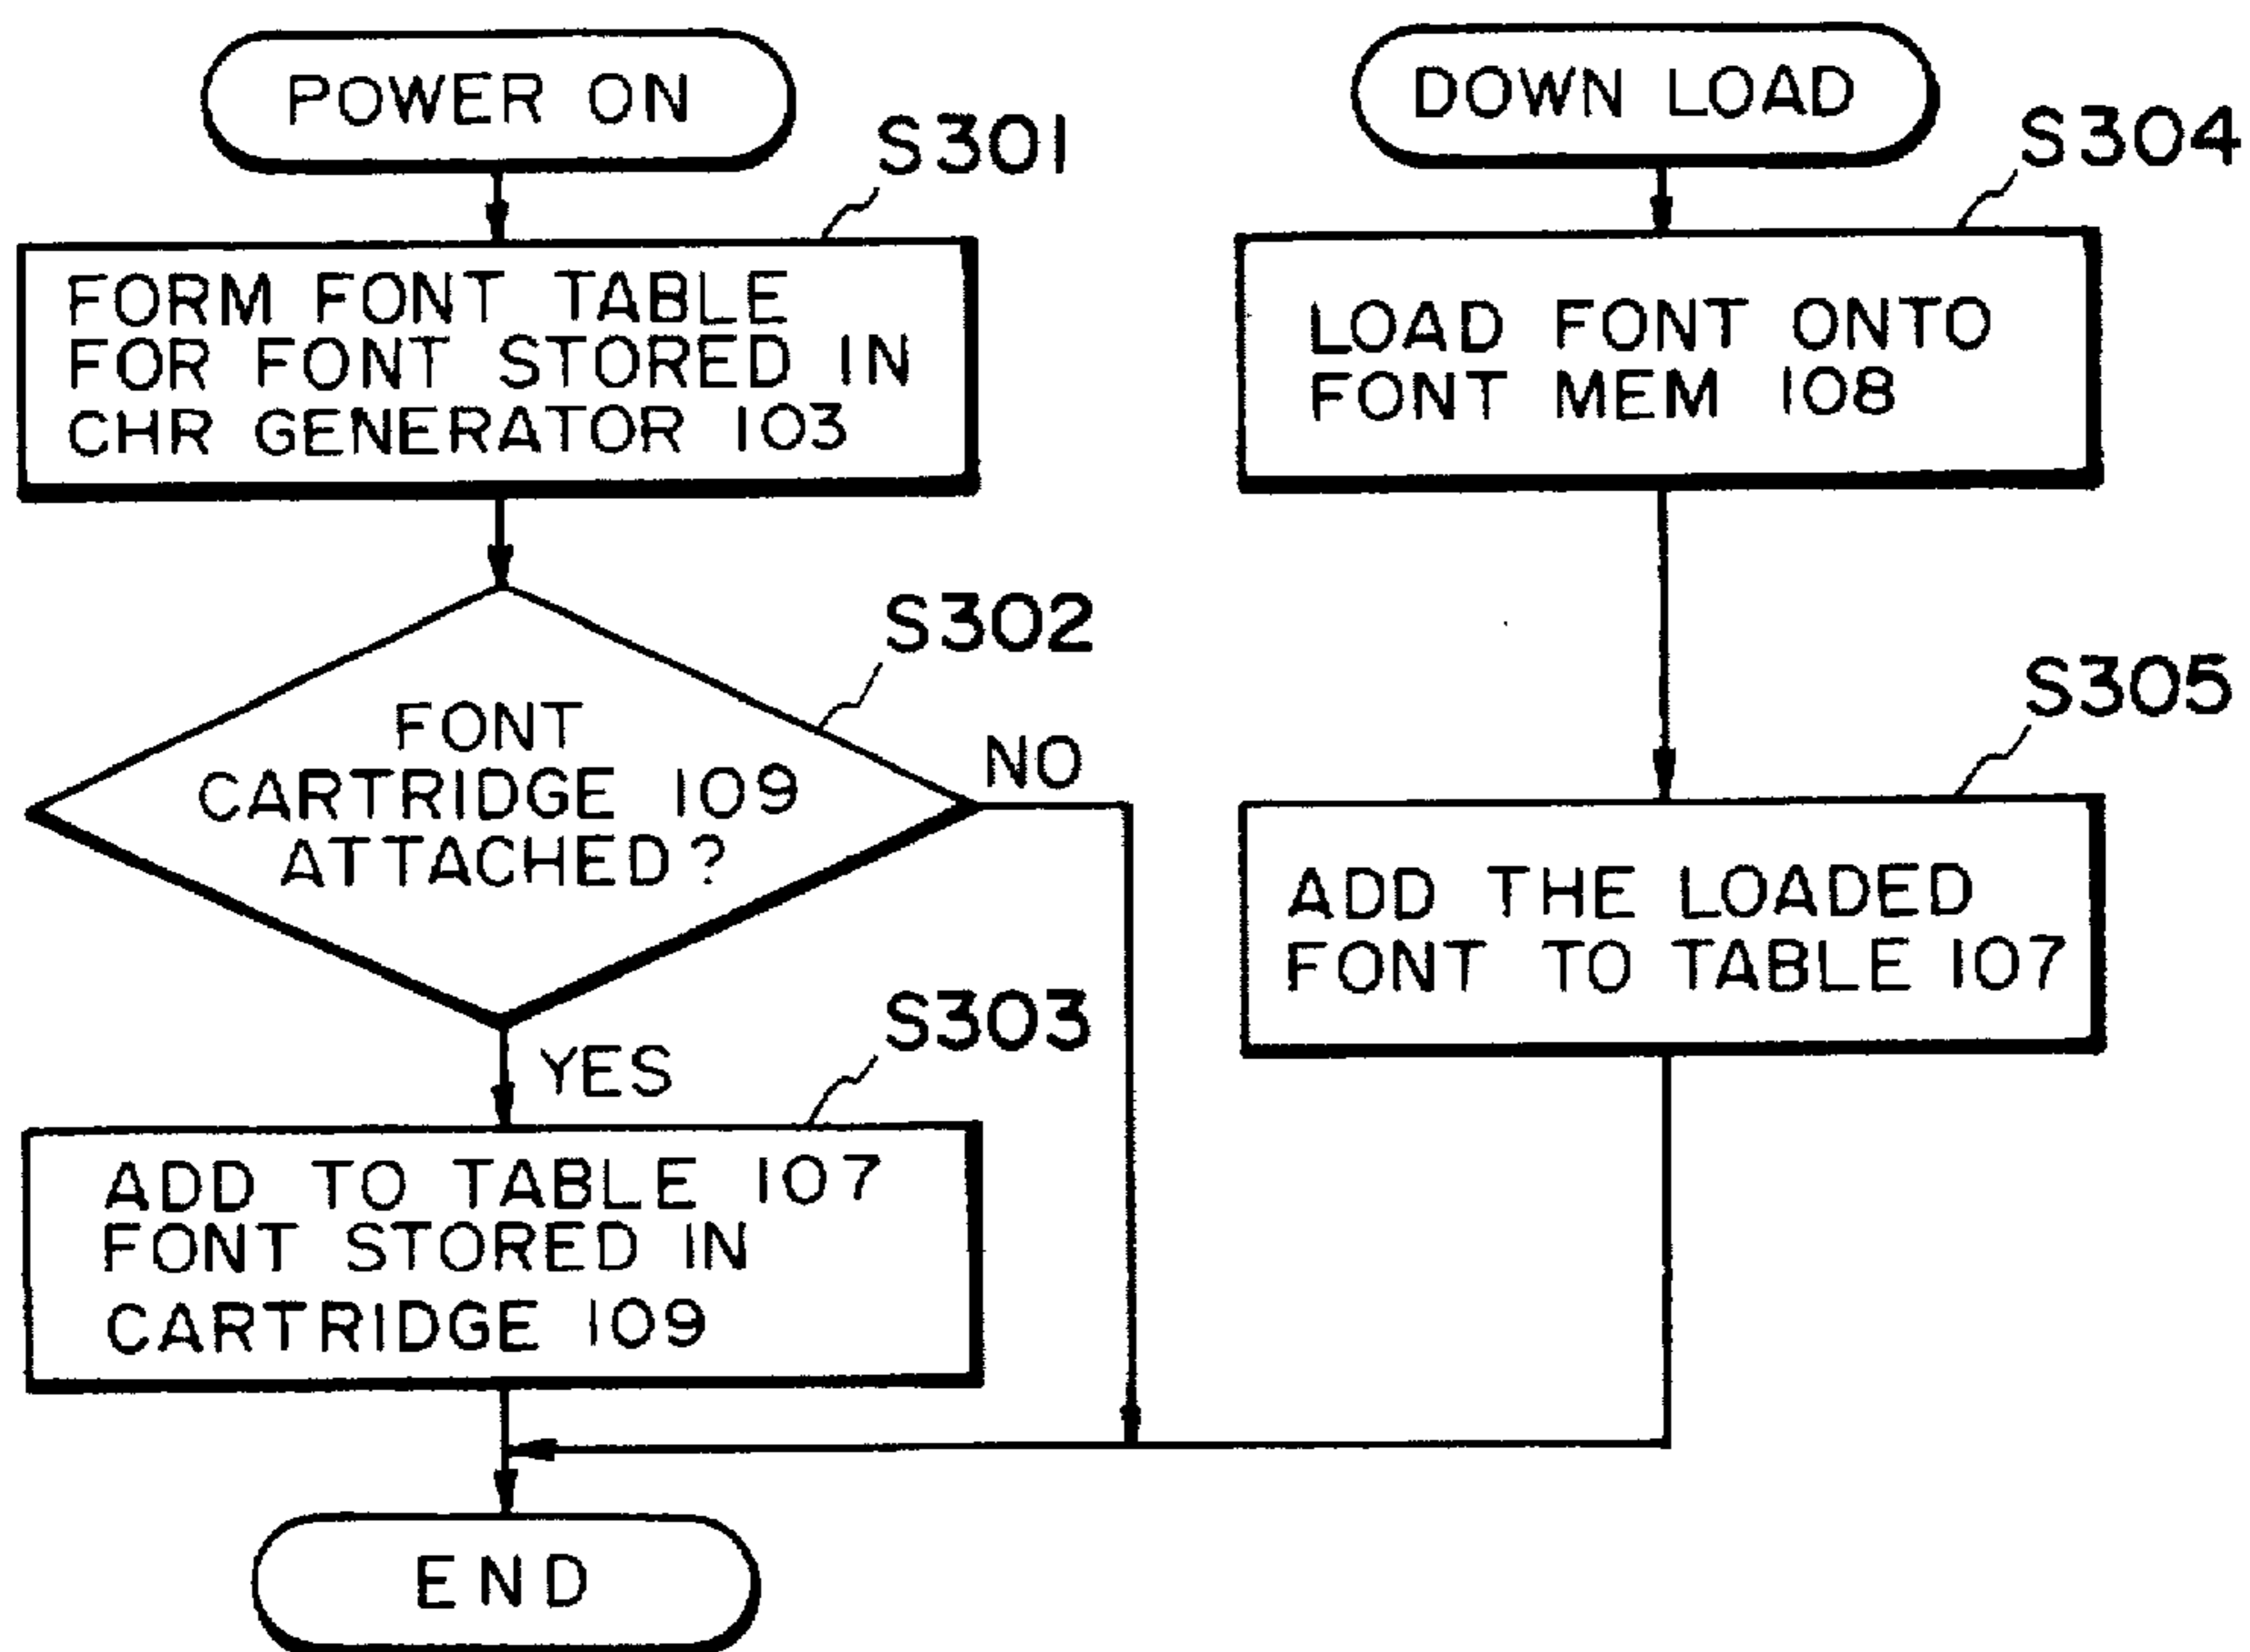 POWER ON
S301
FORM FONT TABLE
FOR FONT STORED IN
CHR GENERATOR 103
S302
FONT
CARTRIDGE 109
ATTACHED?
NO
YES
S303
ADD TO TABLE 107
FONT STORED IN
CARTRIDGE 109
END
DOWN LOAD
S304
LOAD FONT ONTO
FONT MEM 108
S305
ADD THE LOADED
FONT TO TABLE 107